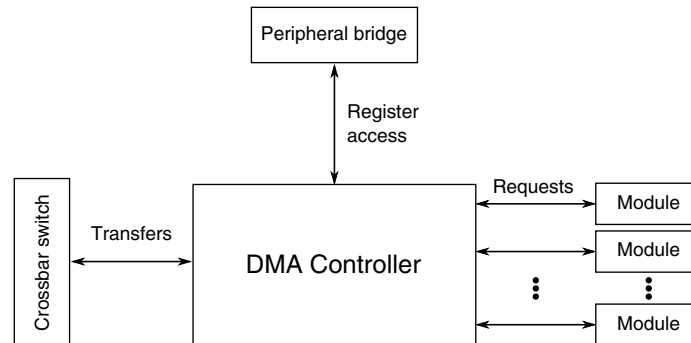 Peripheral bridge
Register
access
Crossbar switch
Transfers
DMA Controller
Requests
Module
Module
Module